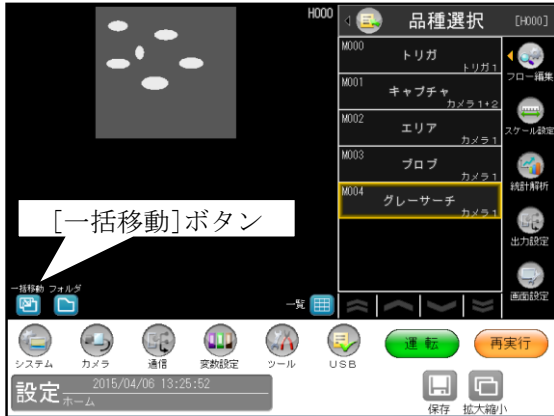 H000
品種選択
[H000]
M000
トリガ
トリガ1
M001
キャプチャ
カメラ1+2
M002
エリア
カメラ1
M003
ブロブ
カメラ1
M004
グレーサーチ
カメラ1
フロー編集
スケール設定
統計解析
出力設定
画面設定
[一括移動]ボタン
一括移動 フォルダ
一覧
システム
カメラ
通信
変数設定
ツール
USB
運転
再実行
設定
2015/04/06 13:25:52
ホーム
保存
拡大縮小